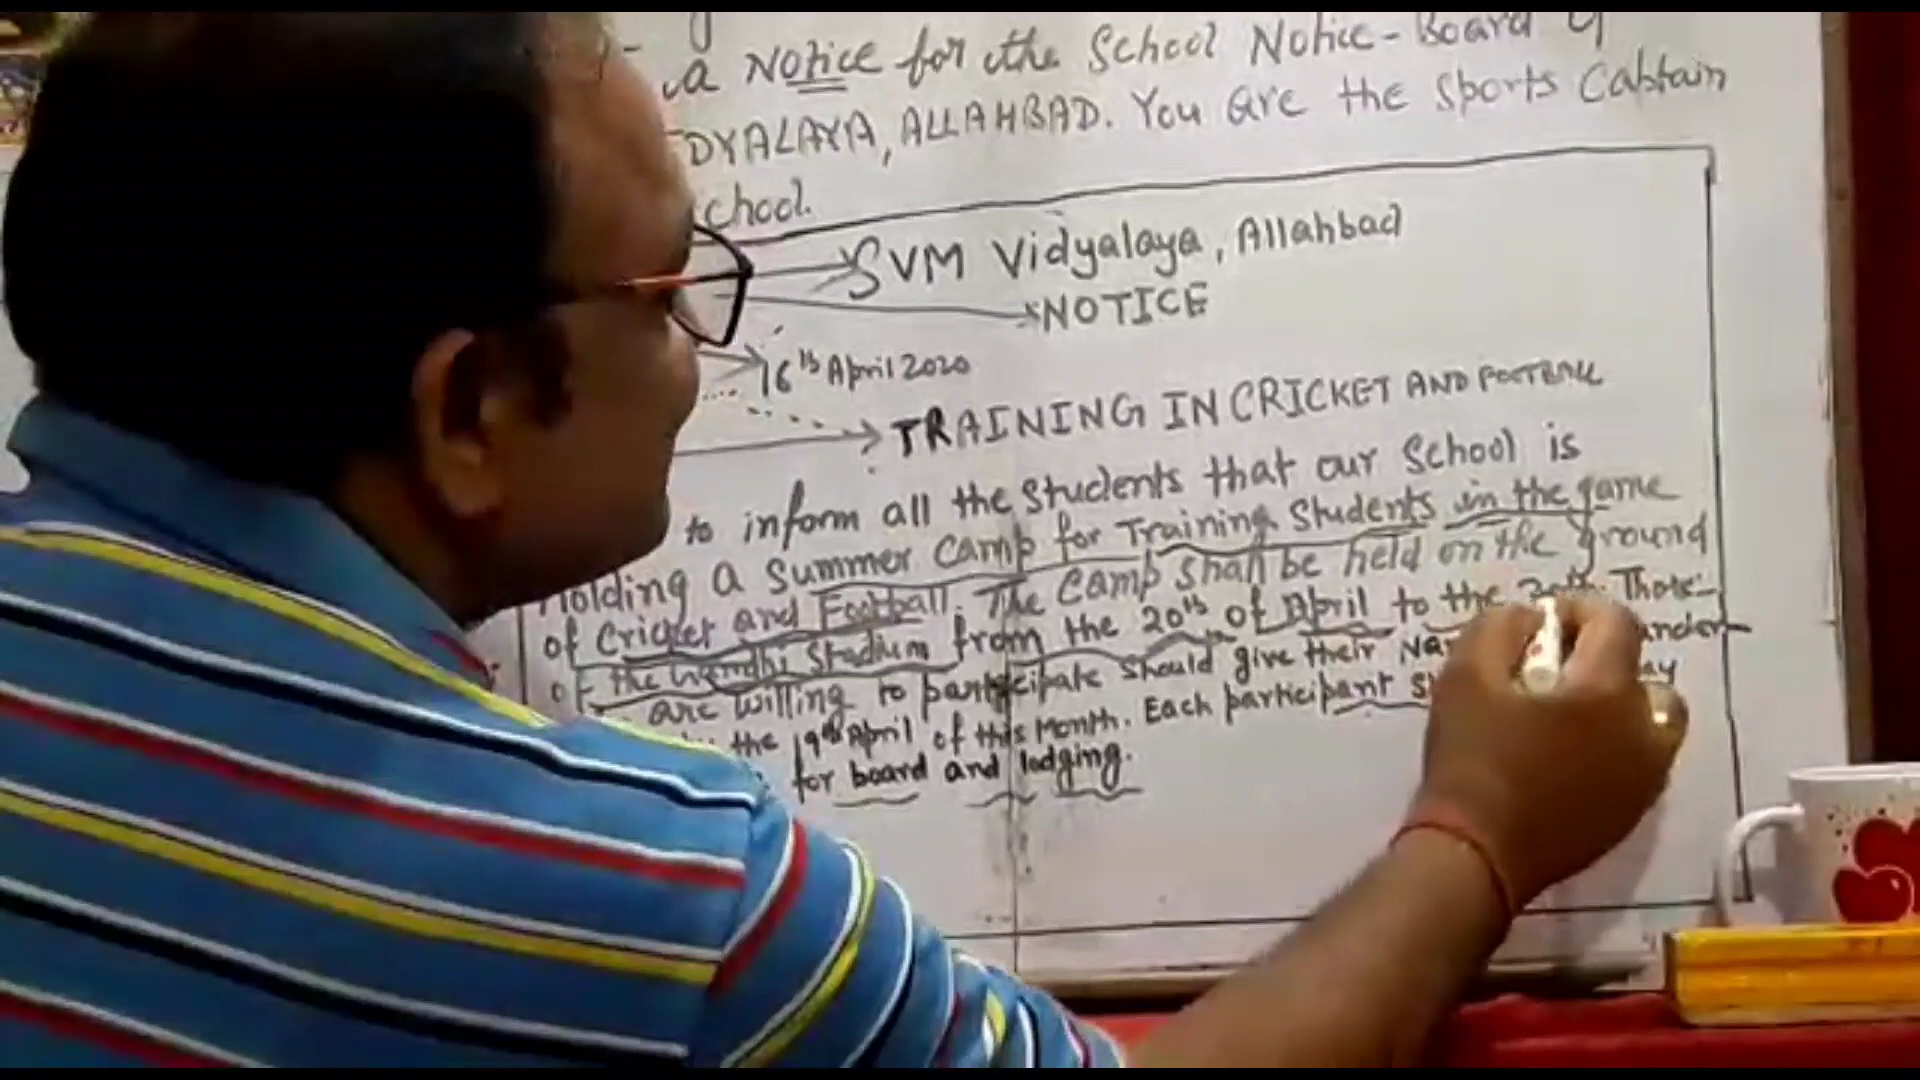 a Notice for the School Notice-Board of
DYALAYA, ALLAHBAD. You are the Sports Captain
chool.
SVM Vidyalaya, Allahbad
NOTICE
16th April 2020
TRAINING IN CRICKET AND FOOTBALL
to inform all the Students that our School is
Holding a Summer Camp for Training Students in the game
of Cricket and Football. The Camp shall be held on the ground
of the Gandhi Stadium from the 20th of April to the 30th. Thos-
are willing to participate should give their Na
the 19th April of this Month. Each participant s
for board and lodging.